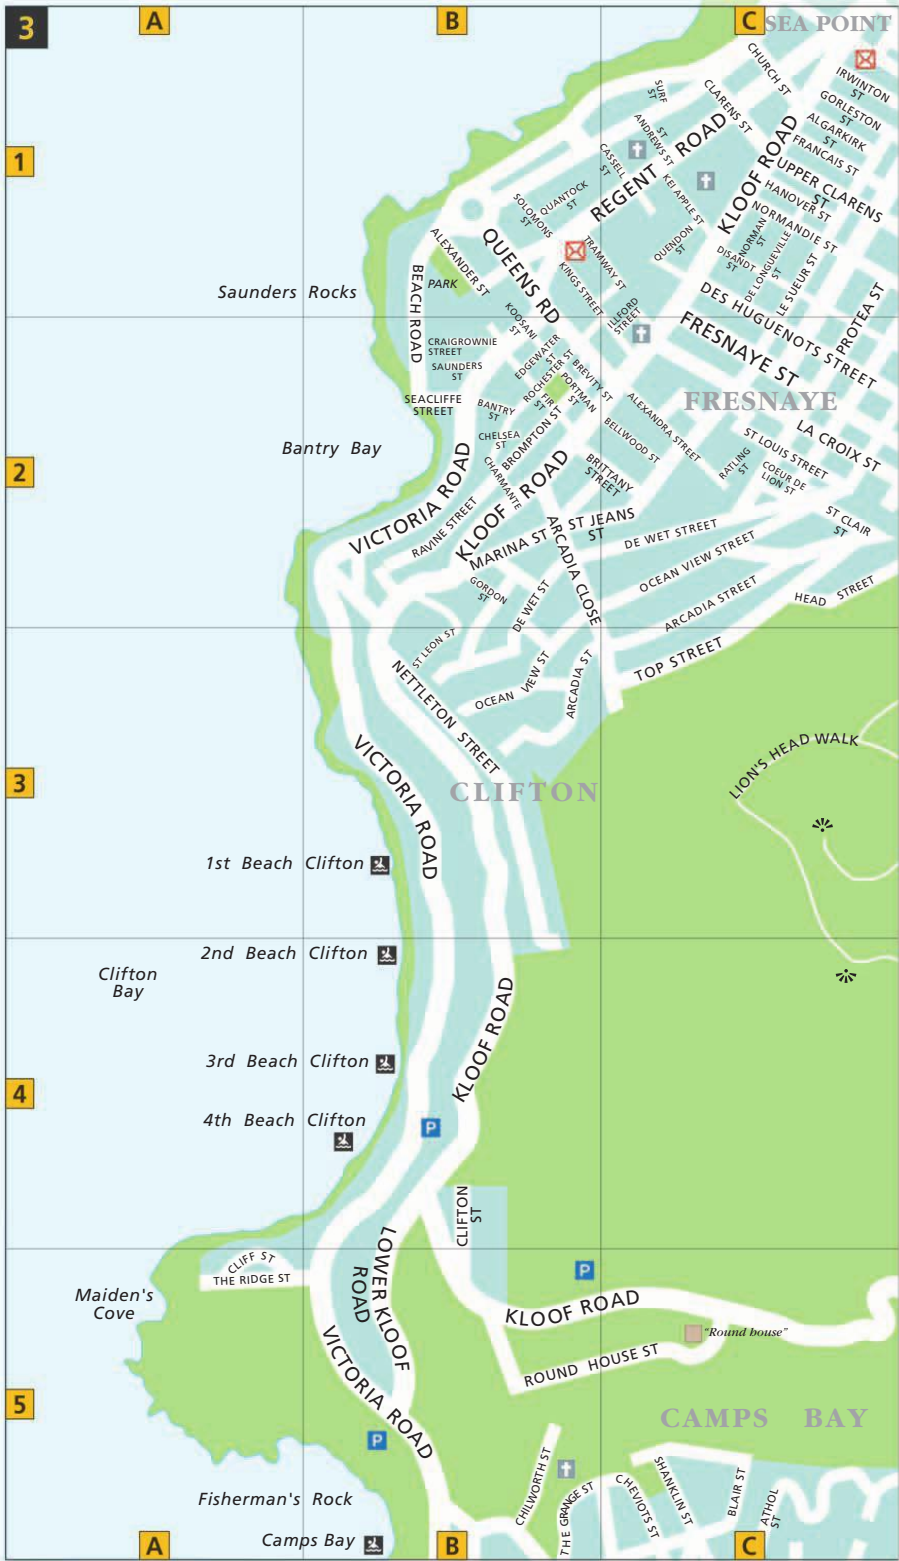 3
A
B
C
SEA POINT
CHURCH ST
IRWINTON
ST
SURF
ST
CLARENS ST
GORLESTON
ST
ALGARKIRK
ST
FRANCAIS ST
ST
ANDREWS ST
1
CASSELL
ST
REGENT ROAD
KLOOF ROAD
UPPER CLARENS
ST
HANOVER ST
NORMANDIE ST
KEI APPLE ST
QUANTOCK
ST
SOLOMONS
ST
NORMAN
ST
DISANDT
ST
DE LONGUEVILLE
ST
LE SUEUR ST
QUENDON
ST
ALEXANDER ST
QUEENS RD
TRAMWAY ST
KINGS STREET
PARK
BEACH ROAD
Saunders Rocks
DES HUGUENOTS STREET
PROTEA ST
ILLFORD
STREET
KOOSANI
ST
FRESNAYE ST
CRAIGROWNIE
STREET
SAUNDERS
ST
EDGEWATER
ST
ROCHESTER ST
BREVITY ST
PORTMAN
ST
FIR
ST
SEACLIFFE
STREET
BANTRY
ST
FRESNAYE
ALEXANDRA STREET
BELLWOOD ST
BROMPTON ST
CHELSEA
ST
Bantry Bay
LA CROIX ST
ST LOUIS STREET
RATLING
ST
COEUR DE
LION ST
2
CHARMANTE
BRITTANY
STREET
VICTORIA ROAD
RAVINE STREET
KLOOF ROAD
MARINA ST
ST JEANS
ST
ARCADIA CLOSE
DE WET STREET
ST CLAIR
ST
OCEAN VIEW STREET
GORDON
ST
DE WET ST
ARCADIA STREET
HEAD STREET
ST LEON ST
TOP STREET
NETTLETON STREET
OCEAN VIEW ST
ARCADIA ST
VICTORIA ROAD
LION'S HEAD WALK
3
CLIFTON
1st Beach Clifton
2nd Beach Clifton
Clifton
Bay
KLOOF ROAD
3rd Beach Clifton
4
4th Beach Clifton
CLIFTON
ST
CLIFF ST
THE RIDGE ST
LOWER KLOOF
ROAD
Maiden's
Cove
P
P
KLOOF ROAD
"Round house"
VICTORIA ROAD
ROUND HOUSE ST
5
CAMPS BAY
P
CHILWORTH ST
THE GRANGE ST
CHEVIOTS ST
SHANKLIN ST
BLAIR ST
ATHOL
ST
Fisherman's Rock
Camps Bay
A
B
C